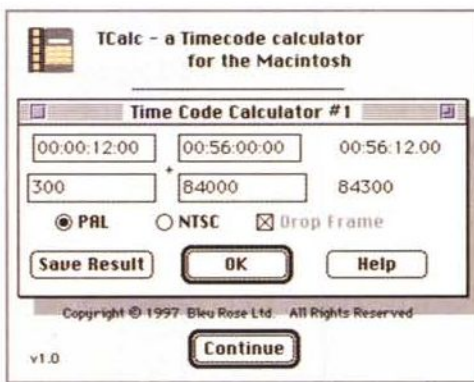 TCalc - a Timecode calculator
for the Macintosh
Time Code Calculator #1
00:00:12:00 + 00:56:00:00 00:56:12.00
300 84000 84300
PAL NTSC Drop Frame
Save Result OK Help
Copyright © 1997 Bleu Rose Ltd. All Rights Reserved
v1.0 Continue